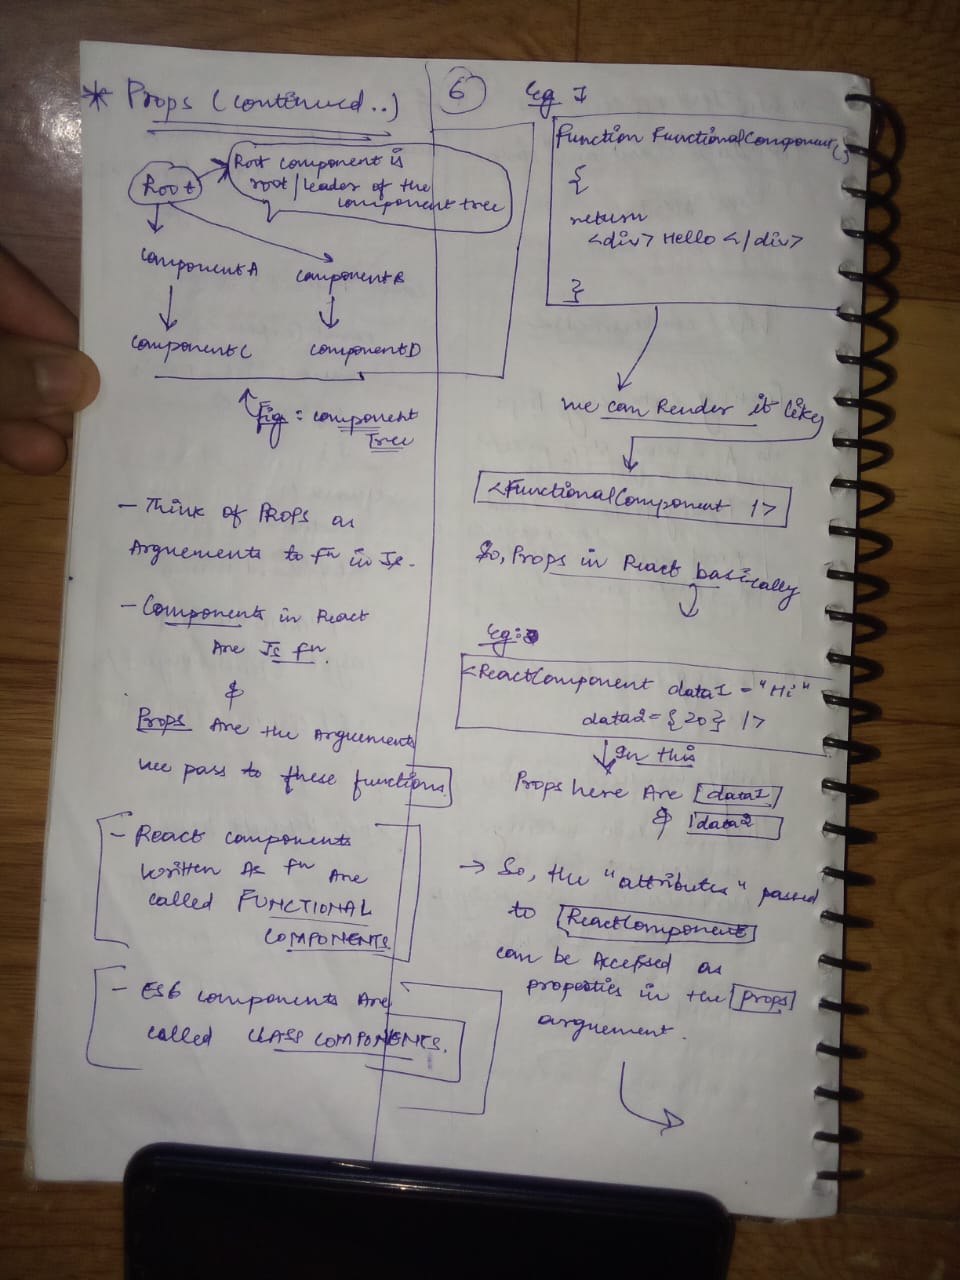 * Props (continued..)
Root
Root component is
root/leader of the
component tree
componentA
componentB
componentC
componentD
Fig: component
Tree
- Think of PROPS as
Arguements to fn in Js.
- Components in React
Are Js fn.
&
Props Are the Arguements
we pass to these functions.
- React components
written As fn Are
called FUNCTIONAL
COMPONENTS
- ES6 components Are
called CLASS COMPONENTS.
6
Eg 1
Function FunctionalComponent()
{
return
<div> Hello </div>
}
we can Render it like
<FunctionalComponent />
So, Props in React basically
Eg:
<ReactComponent data1 = "Hi"
data2={20} />
In this
Props here Are data1
& data2
→ So, the "attributes" passed
to ReactComponent
can be Accessed as
properties in the props
arguement.